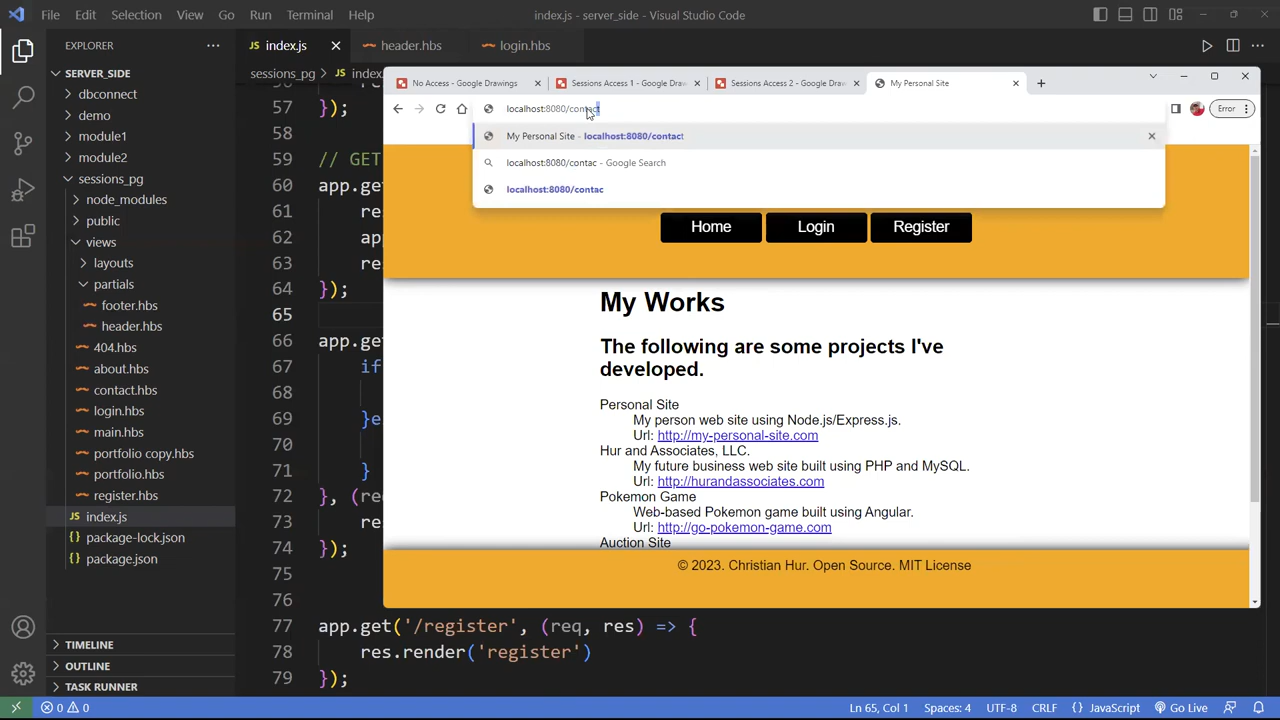 File Edit Selection View Go Run Terminal Help
index.js - server_side - Visual Studio Code
EXPLORER
SERVER_SIDE
dbconnect
demo
module1
module2
sessions_pg
node_modules
public
views
layouts
partials
footer.hbs
header.hbs
404.hbs
about.hbs
contact.hbs
login.hbs
main.hbs
portfolio copy.hbs
portfolio.hbs
register.hbs
index.js
package-lock.json
package.json
TIMELINE
OUTLINE
TASK RUNNER
index.js
header.hbs
login.hbs
sessions_pg > JS index.
57 });
58
59 // GET
60 app.ge
61 res
62 app
63 res
64 });
65
66 app.get
67 if
68
69 }e
70
71 }
72 }, (re
73 res
74 });
75
76
77 app.get('/register', (req, res) => {
78 res.render('register')
79 });
No Access - Google Drawings
Sessions Access 1 - Google Draw
Sessions Access 2 - Google Draw
My Personal Site
localhost:8080/contact
Error
My Personal Site - localhost:8080/contact
localhost:8080/contac - Google Search
localhost:8080/contac
Home Login Register
My Works
The following are some projects I've
developed.
Personal Site
My person web site using Node.js/Express.js.
Url: http://my-personal-site.com
Hur and Associates, LLC.
My future business web site built using PHP and MySQL.
Url: http://hurandassociates.com
Pokemon Game
Web-based Pokemon game built using Angular.
Url: http://go-pokemon-game.com
Auction Site
© 2023. Christian Hur. Open Source. MIT License
0 0
Ln 65, Col 1 Spaces: 4 UTF-8 CRLF {} JavaScript Go Live